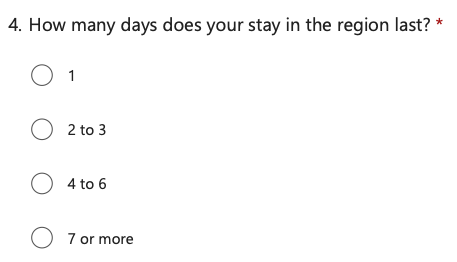 4. How many days does your stay in the region last? *
1
2 to 3
4 to 6
7 or more